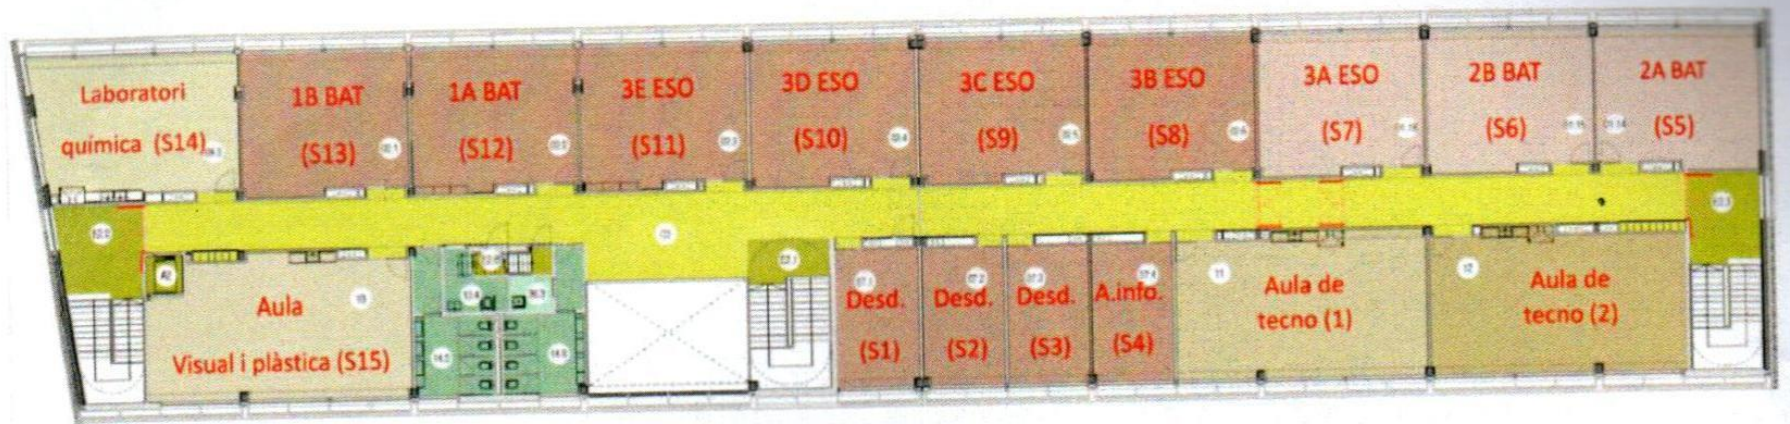 Laboratori
química (S14)
1B BAT
(S13)
1A BAT
(S12)
3E ESO
(S11)
3D ESO
(S10)
3C ESO
(S9)
3B ESO
(S8)
3A ESO
(S7)
2B BAT
(S6)
2A BAT
(S5)
Aula
Visual i plàstica (S15)
Desd.
(S1)
Desd.
(S2)
Desd.
(S3)
A.info.
(S4)
Aula de
tecno (1)
Aula de
tecno (2)